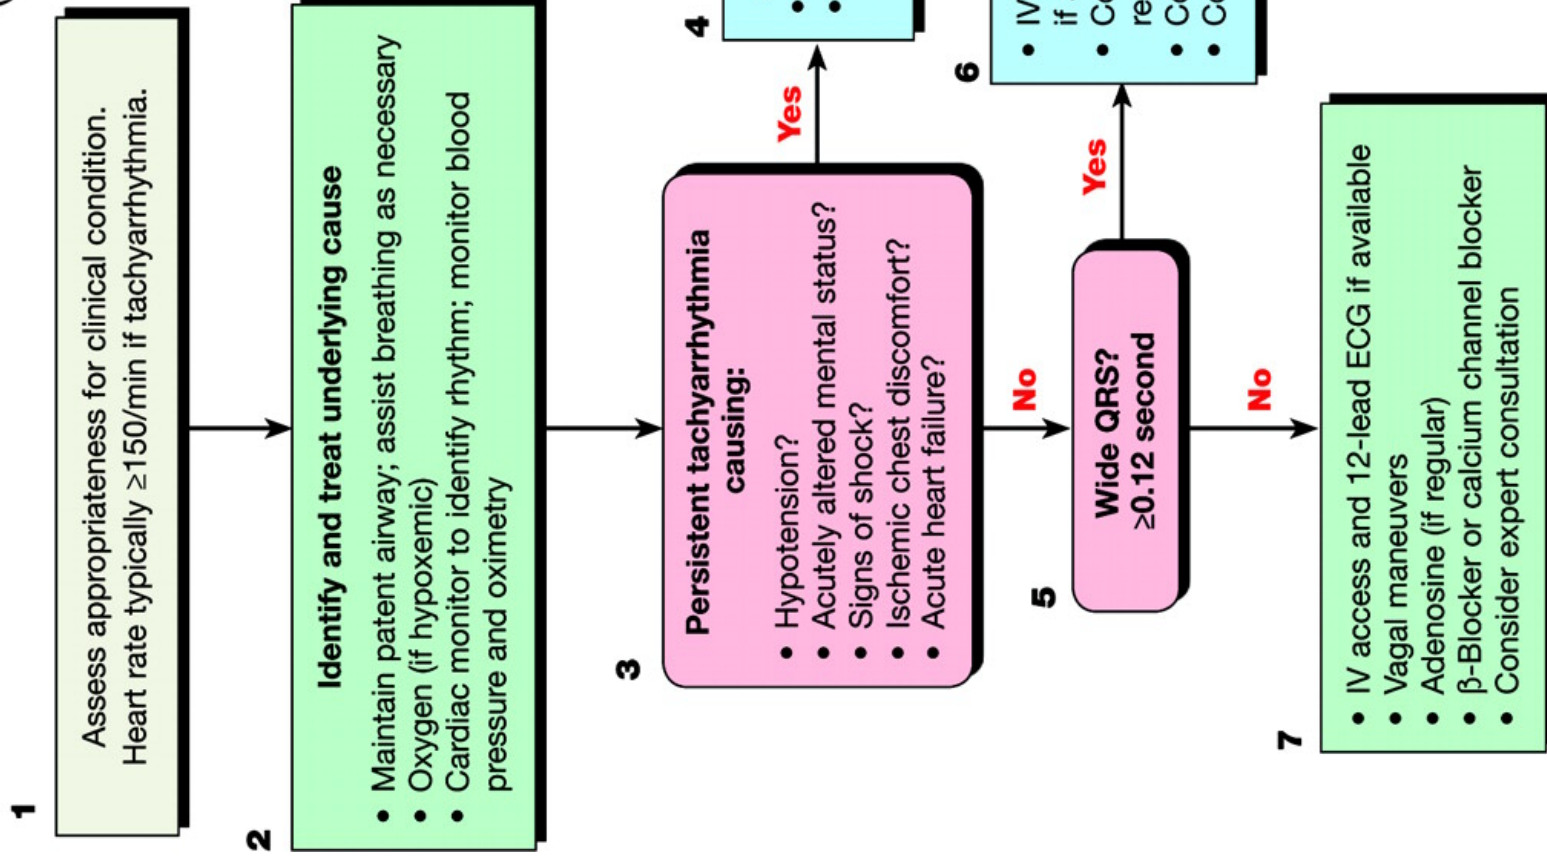 1
Assess appropriateness for clinical condition.
Heart rate typically ≥150/min if tachyarrhythmia.
2
Identify and treat underlying cause
• Maintain patent airway; assist breathing as necessary
• Oxygen (if hypoxemic)
• Cardiac monitor to identify rhythm; monitor blood
pressure and oximetry
3
Persistent tachyarrhythmia
causing:
• Hypotension?
• Acutely altered mental status?
• Signs of shock?
• Ischemic chest discomfort?
• Acute heart failure?
Yes
4
•
•
No
5
Wide QRS?
≥0.12 second
Yes
6
• IV
if
•
•
•
No
7
• IV access and 12-lead ECG if available
• Vagal maneuvers
• Adenosine (if regular)
• β-Blocker or calcium channel blocker
• Consider expert consultation